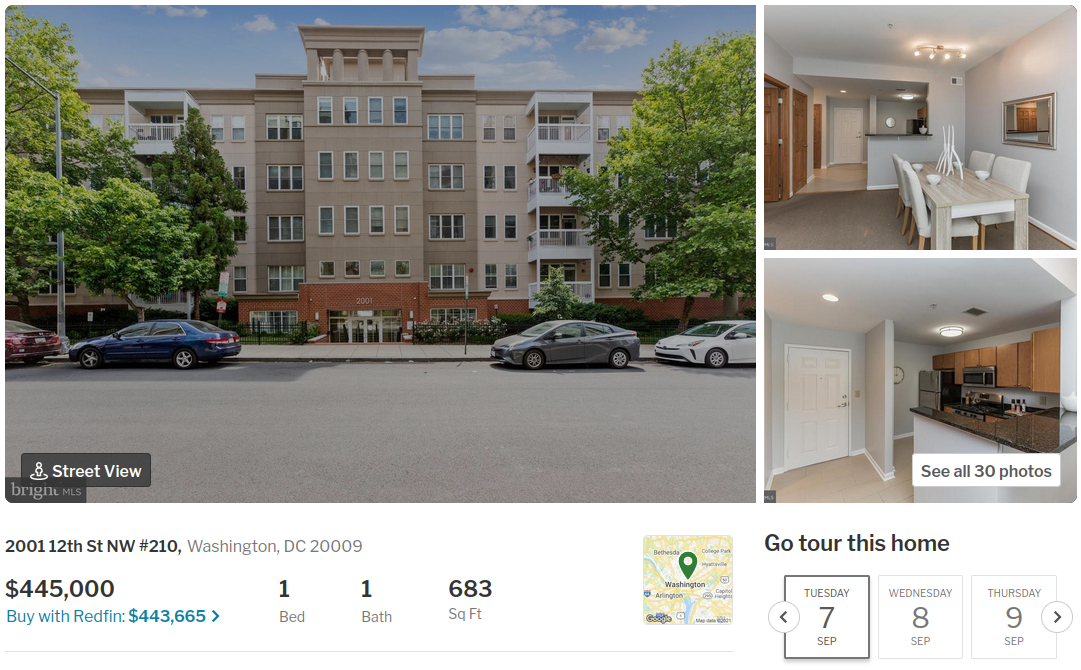 2001
Street View
bright MLS
MLS
MLS
See all 30 photos
2001 12th St NW #210, Washington, DC 20009
$445,000
Buy with Redfin: $443,665
1
Bed
1
Bath
683
Sq Ft
Bethesda
College Park
Hyattsville
Washington
Arlington
Capitol
Heights
Google
Map data ©2021
Go tour this home
TUESDAY
7
SEP
WEDNESDAY
8
SEP
THURSDAY
9
SEP